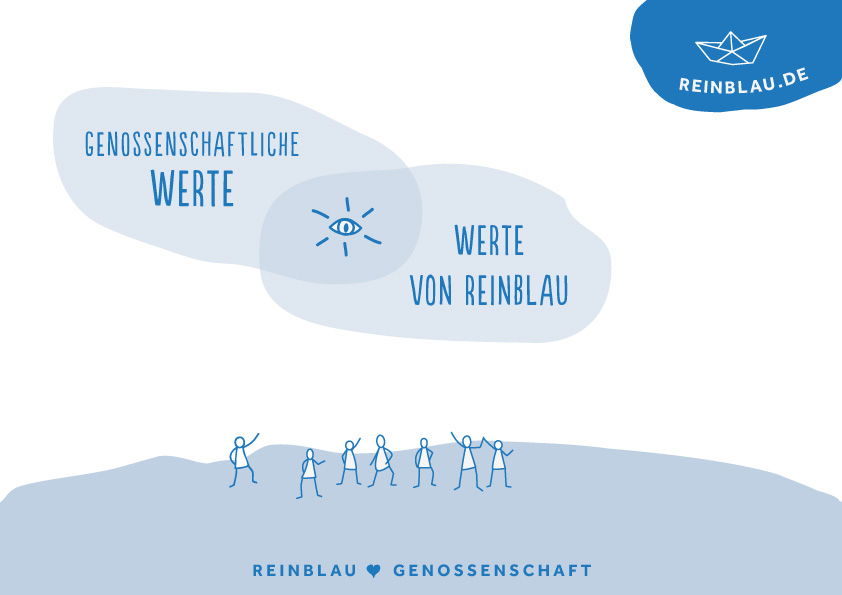 REINBLAU.DE
GENOSSENSCHAFTLICHE
WERTE
WERTE
VON REINBLAU
REINBLAU ♥ GENOSSENSCHAFT